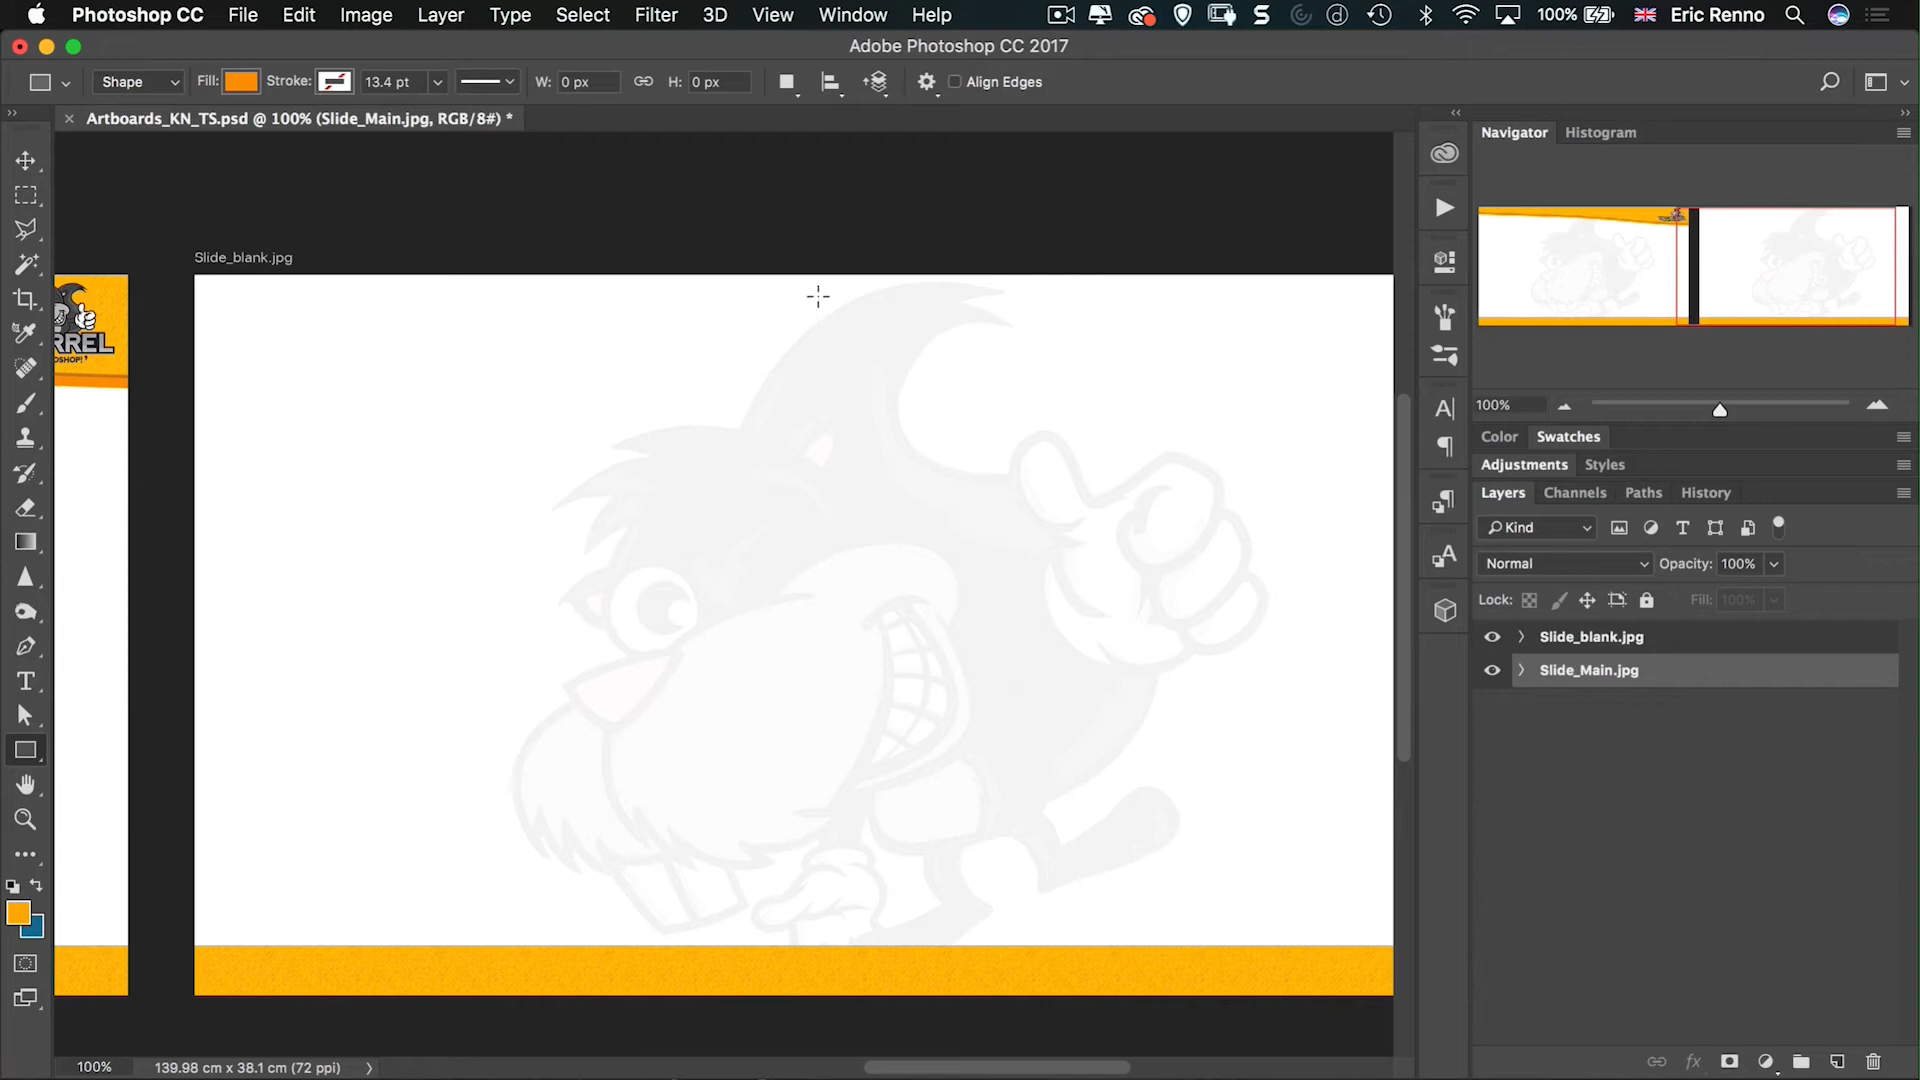 Photoshop CC File Edit Image Layer Type Select Filter 3D View Window Help 100% Eric Renno
Adobe Photoshop CC 2017
Shape Fill: Stroke: 13.4 pt W: 0 px H: 0 px Align Edges
Artboards_KN_TS.psd @ 100% (Slide_Main.jpg, RGB/8#) *
Navigator Histogram
Slide_blank.jpg
RREL
OSHOP!
100%
Color Swatches
Adjustments Styles
Layers Channels Paths History
Kind
Normal Opacity: 100%
Lock: Fill: 100%
Slide_blank.jpg
Slide_Main.jpg
100% 139.98 cm x 38.1 cm (72 ppi)
fx